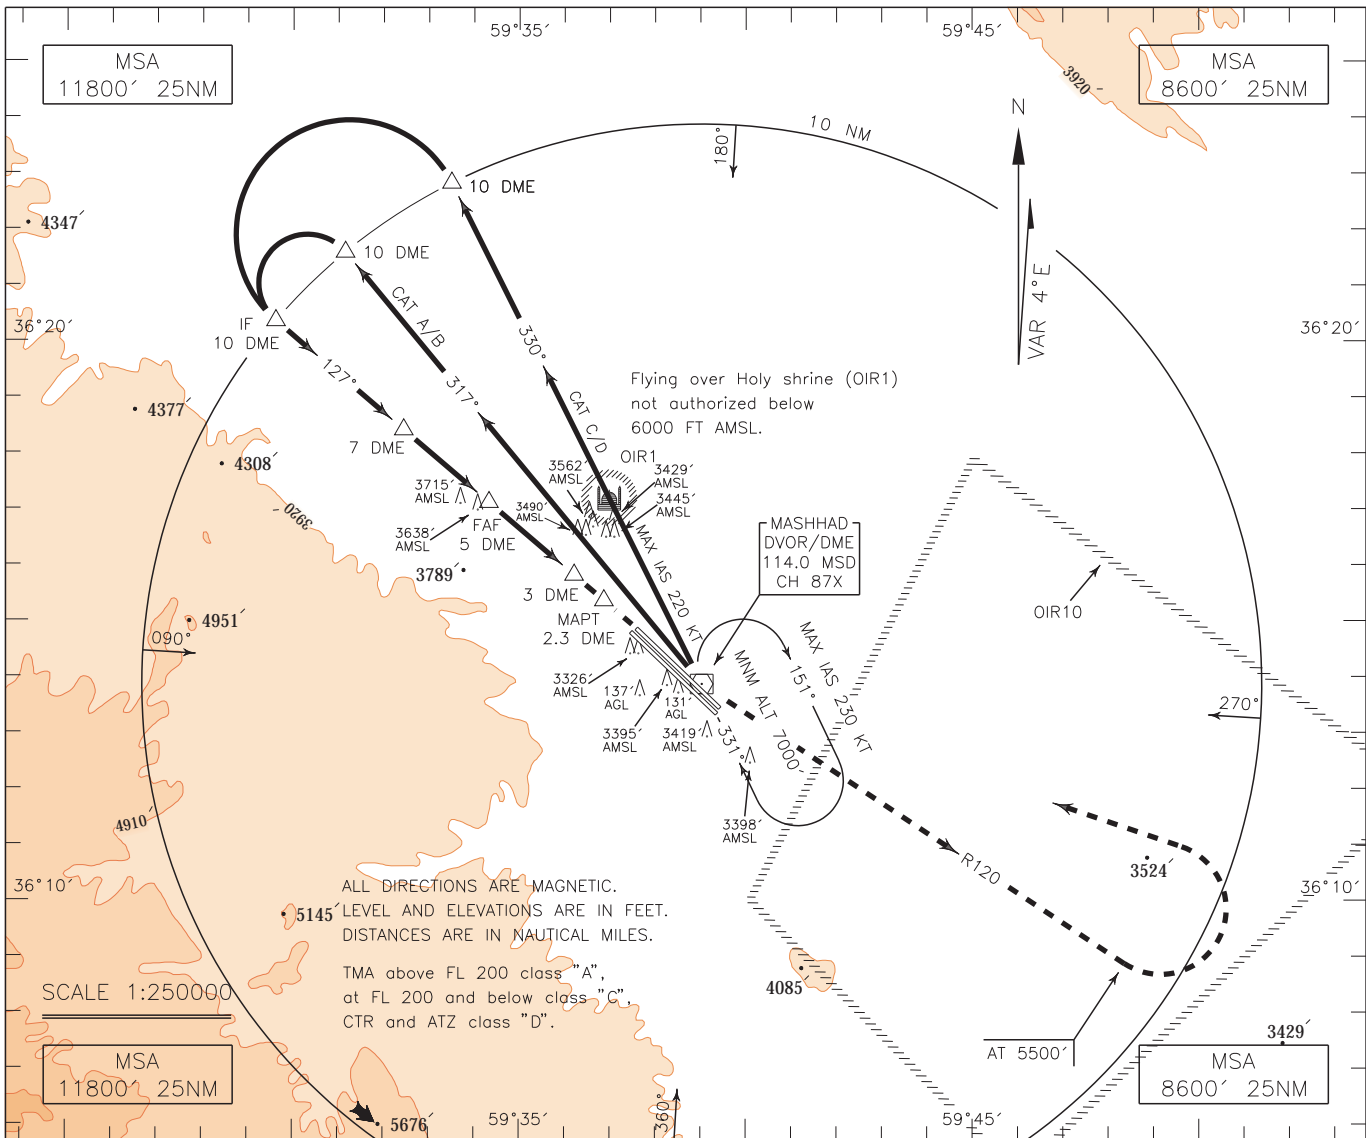 59°35′
59°45′
MSA
11800′ 25NM
MSA
8600′ 25NM
3920′
10 NM
N
180°
VAR 4°E
4347′
10 DME
10 DME
IF
10 DME
CAT A/B
36°20′
36°20′
330°
127°
317°
CAT C/D
Flying over Holy shrine (OIR1)
not authorized below
6000 FT AMSL.
4377′
7 DME
OIR1
4308′
3562′
AMSL
3429′
AMSL
3715′
AMSL
3445′
AMSL
3490′
AMSL
3920
3638′
AMSL
FAF
5 DME
MAX IAS 220 KT
MASHHAD
DVOR/DME
114.0 MSD
CH 87X
3789′
3 DME
OIR10
MAPT
2.3 DME
4951′
090°
MAX IAS 230 KT
151°
MNM ALT 7000′
3326′
AMSL
137′
AGL
131′
AGL
3395′
AMSL
3419′
AMSL
331°
270°
3398′
AMSL
4910′
R120
3524′
36°10′
36°10′
ALL DIRECTIONS ARE MAGNETIC.
LEVEL AND ELEVATIONS ARE IN FEET.
DISTANCES ARE IN NAUTICAL MILES.
5145′
TMA above FL 200 class "A",
at FL 200 and below class "C",
CTR and ATZ class "D".
4085′
SCALE 1:250000
AT 5500′
3429′
MSA
11800′ 25NM
MSA
8600′ 25NM
360°
5676′
59°35′
59°45′